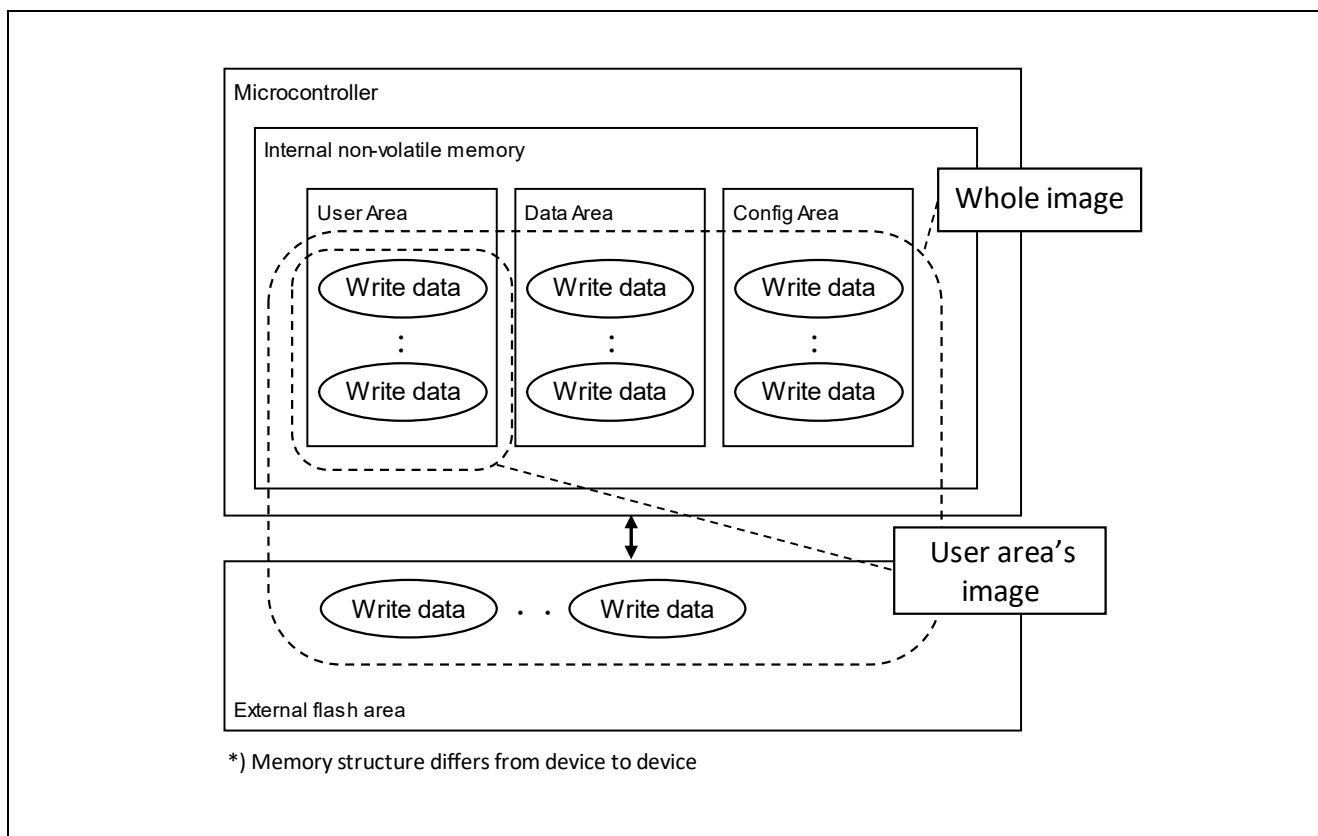 Microcontroller
Internal non-volatile memory
Whole image
User Area
Data Area
Config Area
Write data
Write data
Write data
:
:
:
Write data
Write data
Write data
User area's
image
Write data
. .
Write data
External flash area
*) Memory structure differs from device to device